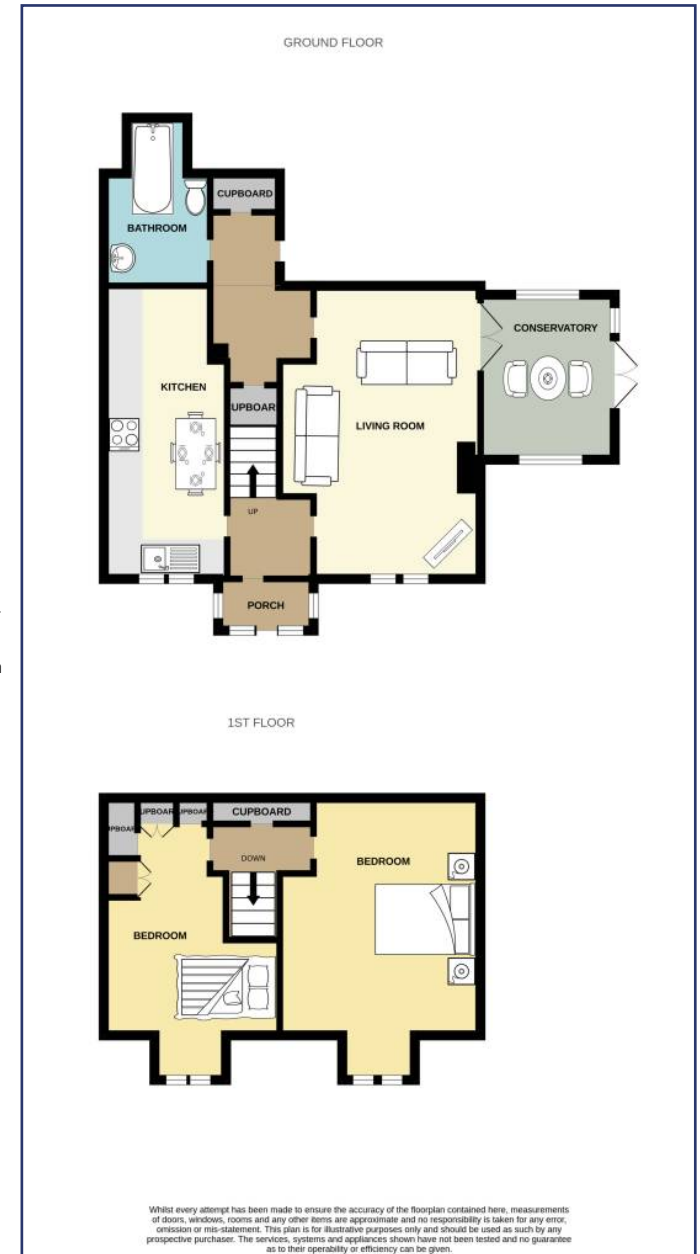 GROUND FLOOR
CUPBOARD
BATHROOM
CONSERVATORY
KITCHEN
UPBOAR
LIVING ROOM
UP
PORCH
1ST FLOOR
UPBOAR
UPBOAR
CUPBOARD
UPBOAR
DOWN
BEDROOM
BEDROOM
Whilst every attempt has been made to ensure the accuracy of the floorplan contained here, measurements
of doors, windows, rooms and any other items are approximate and no responsibility is taken for any error,
omission or mis-statement. This plan is for illustrative purposes only and should be used as such by any
prospective purchaser. The services, systems and appliances shown have not been tested and no guarantee
as to their operability or efficiency can be given.